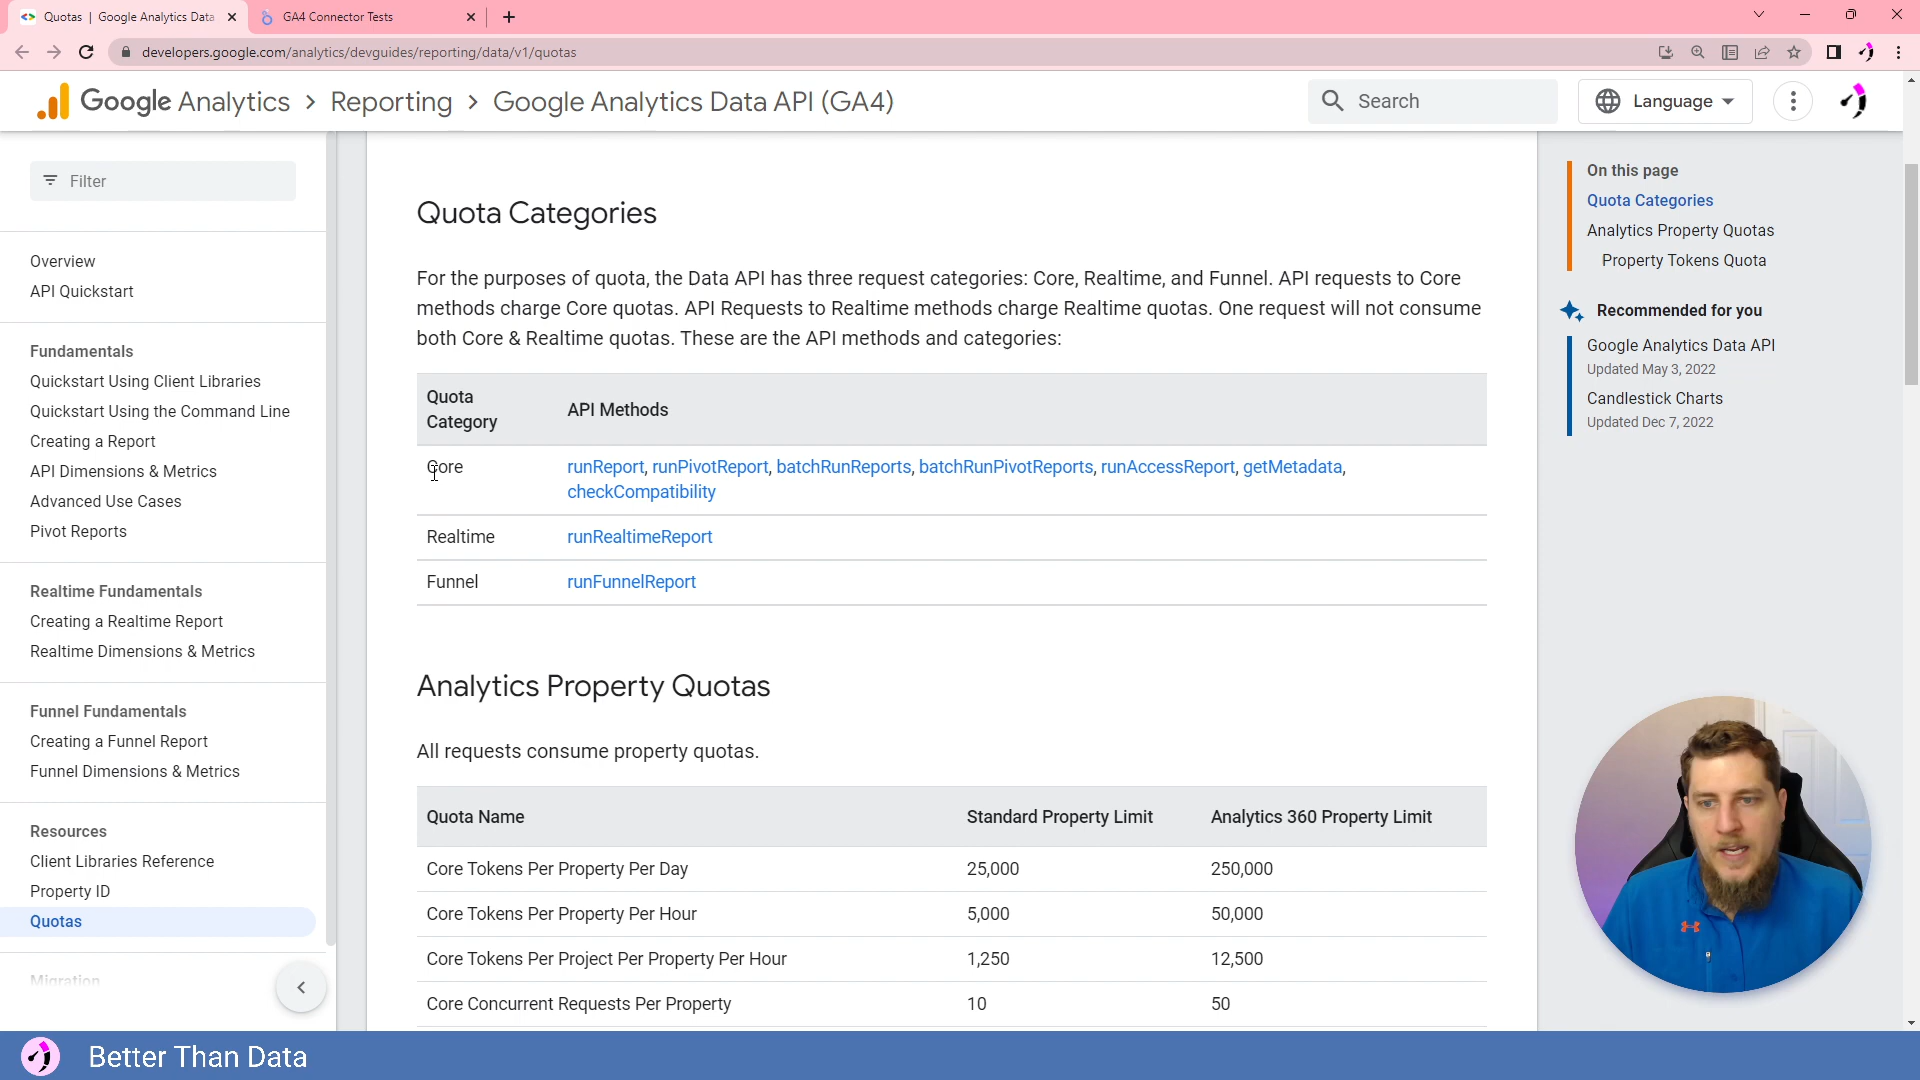 Quotas | Google Analytics Data
GA4 Connector Tests
developers.google.com/analytics/devguides/reporting/data/v1/quotas
Google Analytics > Reporting > Google Analytics Data API (GA4)
Search
Language
Filter
Overview
API Quickstart
Fundamentals
Quickstart Using Client Libraries
Quickstart Using the Command Line
Creating a Report
API Dimensions & Metrics
Advanced Use Cases
Pivot Reports
Realtime Fundamentals
Creating a Realtime Report
Realtime Dimensions & Metrics
Funnel Fundamentals
Creating a Funnel Report
Funnel Dimensions & Metrics
Resources
Client Libraries Reference
Property ID
Quotas
Migration
Quota Categories
For the purposes of quota, the Data API has three request categories: Core, Realtime, and Funnel. API requests to Core
methods charge Core quotas. API Requests to Realtime methods charge Realtime quotas. One request will not consume
both Core & Realtime quotas. These are the API methods and categories:
Quota
Category
API Methods
Core
runReport, runPivotReport, batchRunReports, batchRunPivotReports, runAccessReport, getMetadata,
checkCompatibility
Realtime
runRealtimeReport
Funnel
runFunnelReport
Analytics Property Quotas
All requests consume property quotas.
Quota Name Standard Property Limit Analytics 360 Property Limit
Core Tokens Per Property Per Day 25,000 250,000
Core Tokens Per Property Per Hour 5,000 50,000
Core Tokens Per Project Per Property Per Hour 1,250 12,500
Core Concurrent Requests Per Property 10 50
On this page
Quota Categories
Analytics Property Quotas
Property Tokens Quota
Recommended for you
Google Analytics Data API
Updated May 3, 2022
Candlestick Charts
Updated Dec 7, 2022
Better Than Data